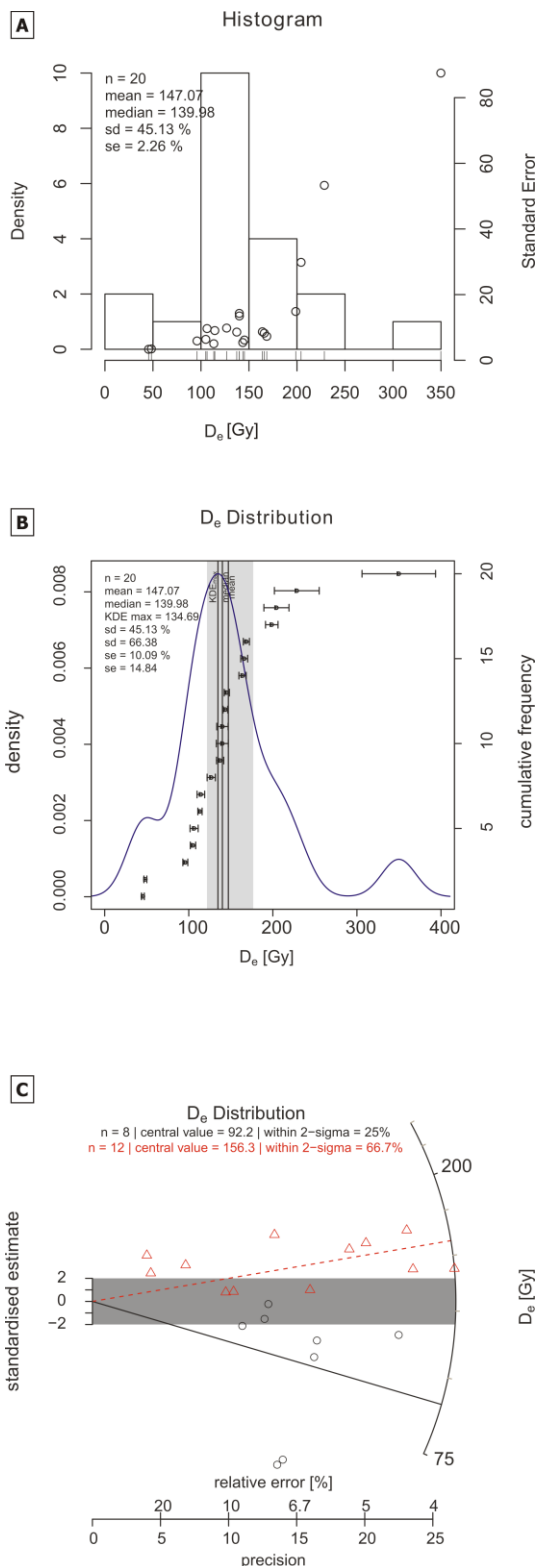 A
Histogram
n = 20
mean = 147.07
median = 139.98
sd = 45.13 %
se = 2.26 %
Density
0
2
4
6
8
10
Standard Error
0
20
40
60
80
0 50 100 150 200 250 300 350
De [Gy]
B
De Distribution
n = 20
mean = 147.07
median = 139.98
KDE max = 134.69
sd = 45.13 %
sd = 66.38
se = 10.09 %
se = 14.84
median
mean
density
0.000
0.002
0.004
0.006
0.008
cumulative frequency
5
10
15
20
0 100 200 300 400
De [Gy]
C
De Distribution
n = 8 | central value = 92.2 | within 2−sigma = 25%
n = 12 | central value = 156.3 | within 2−sigma = 66.7%
200
standardised estimate
2
0
−2
De [Gy]
75
relative error [%]
20 10 6.7 5 4
0 5 10 15 20 25
precision